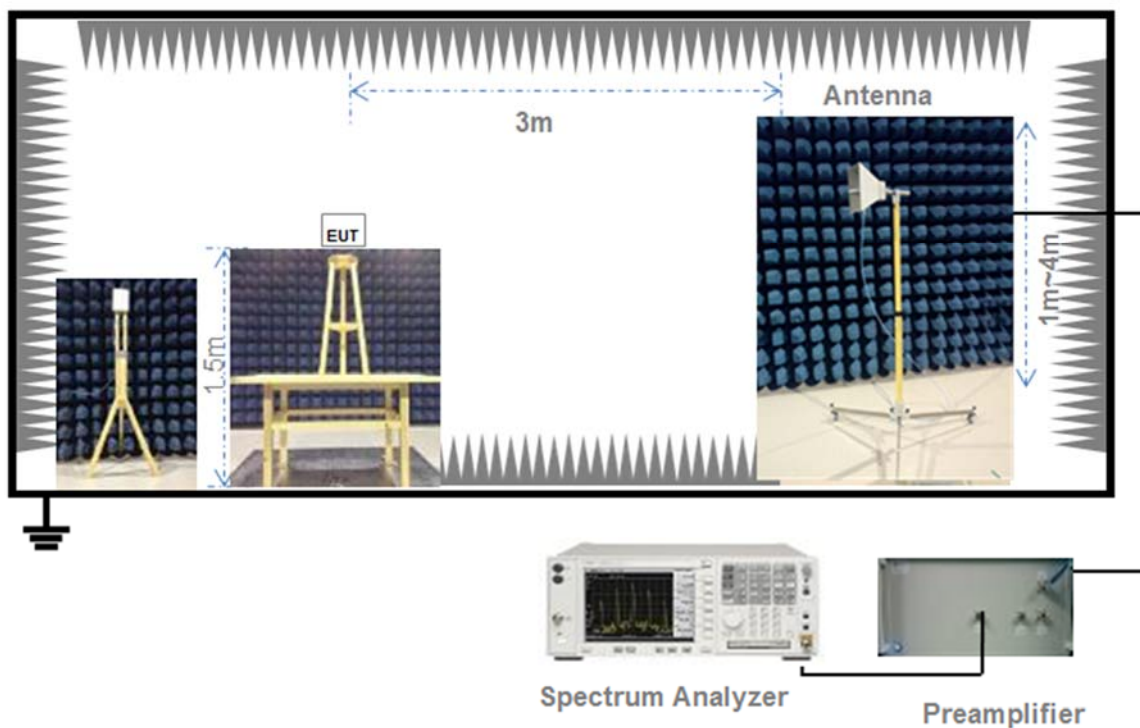 Antenna
3m
EUT
1.5m
1m~4m
Spectrum Analyzer
Preamplifier